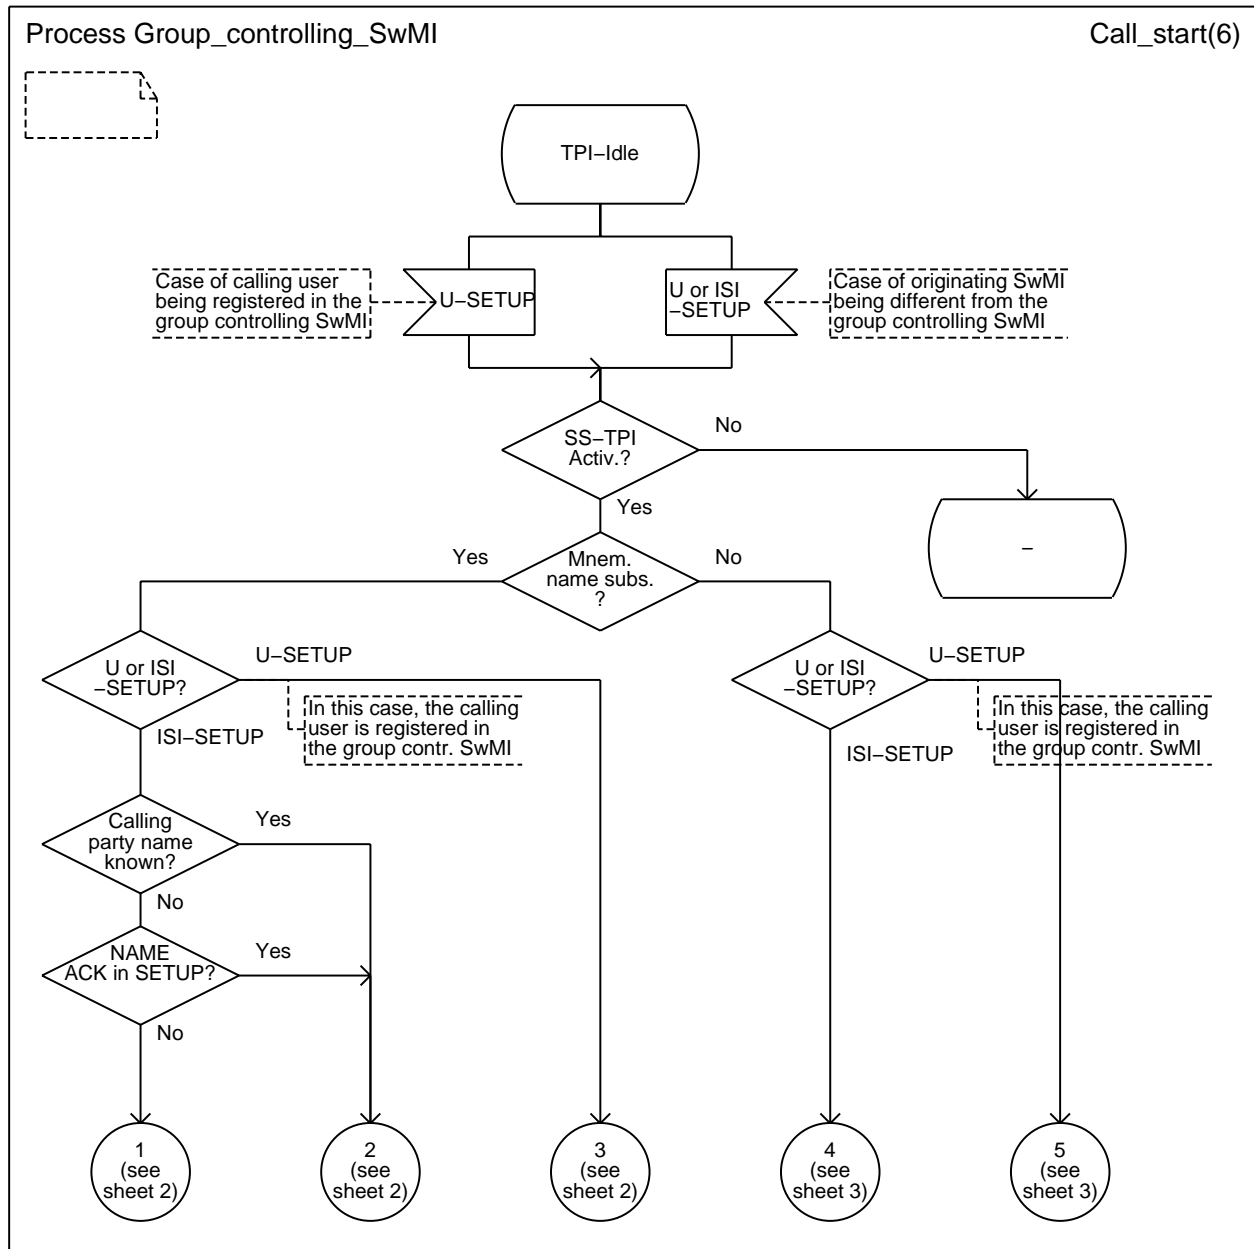 Process Group_controlling_SwMI
Call_start(6)
TPI–Idle
Case of calling user
being registered in the
group controlling SwMI
U–SETUP
U or ISI
–SETUP
Case of originating SwMI
being different from the
group controlling SwMI
SS–TPI
Activ.?
No
Yes
–
Mnem.
name subs.
?
Yes
No
U or ISI
–SETUP?
U–SETUP
In this case, the calling
user is registered in
the group contr. SwMI
ISI–SETUP
U or ISI
–SETUP?
U–SETUP
In this case, the calling
user is registered in
the group contr. SwMI
ISI–SETUP
Calling
party name
known?
Yes
No
NAME
ACK in SETUP?
Yes
No
1
(see
sheet 2)
2
(see
sheet 2)
3
(see
sheet 2)
4
(see
sheet 3)
5
(see
sheet 3)